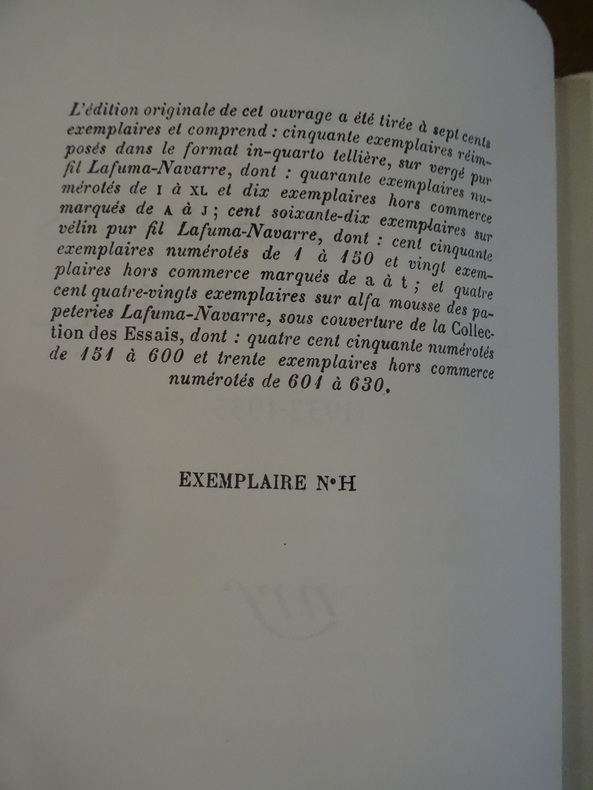 L'édition originale de cet ouvrage a été tirée à sept cents
exemplaires et comprend : cinquante exemplaires réim-
posés dans le format in-quarto tellière, sur vergé pur
fil Lafuma-Navarre, dont : quarante exemplaires nu-
mérotés de I à XL et dix exemplaires hors commerce
marqués de A à J ; cent soixante-dix exemplaires sur
vélin pur fil Lafuma-Navarre, dont : cent cinquante
exemplaires numérotés de 1 à 150 et vingt exem-
plaires hors commerce marqués de a à t ; et quatre
cent quatre-vingts exemplaires sur alfa mousse des pa-
peteries Lafuma-Navarre, sous couverture de la Collec-
tion des Essais, dont : quatre cent cinquante numérotés
de 151 à 600 et trente exemplaires hors commerce
numérotés de 601 à 630.
EXEMPLAIRE N° H